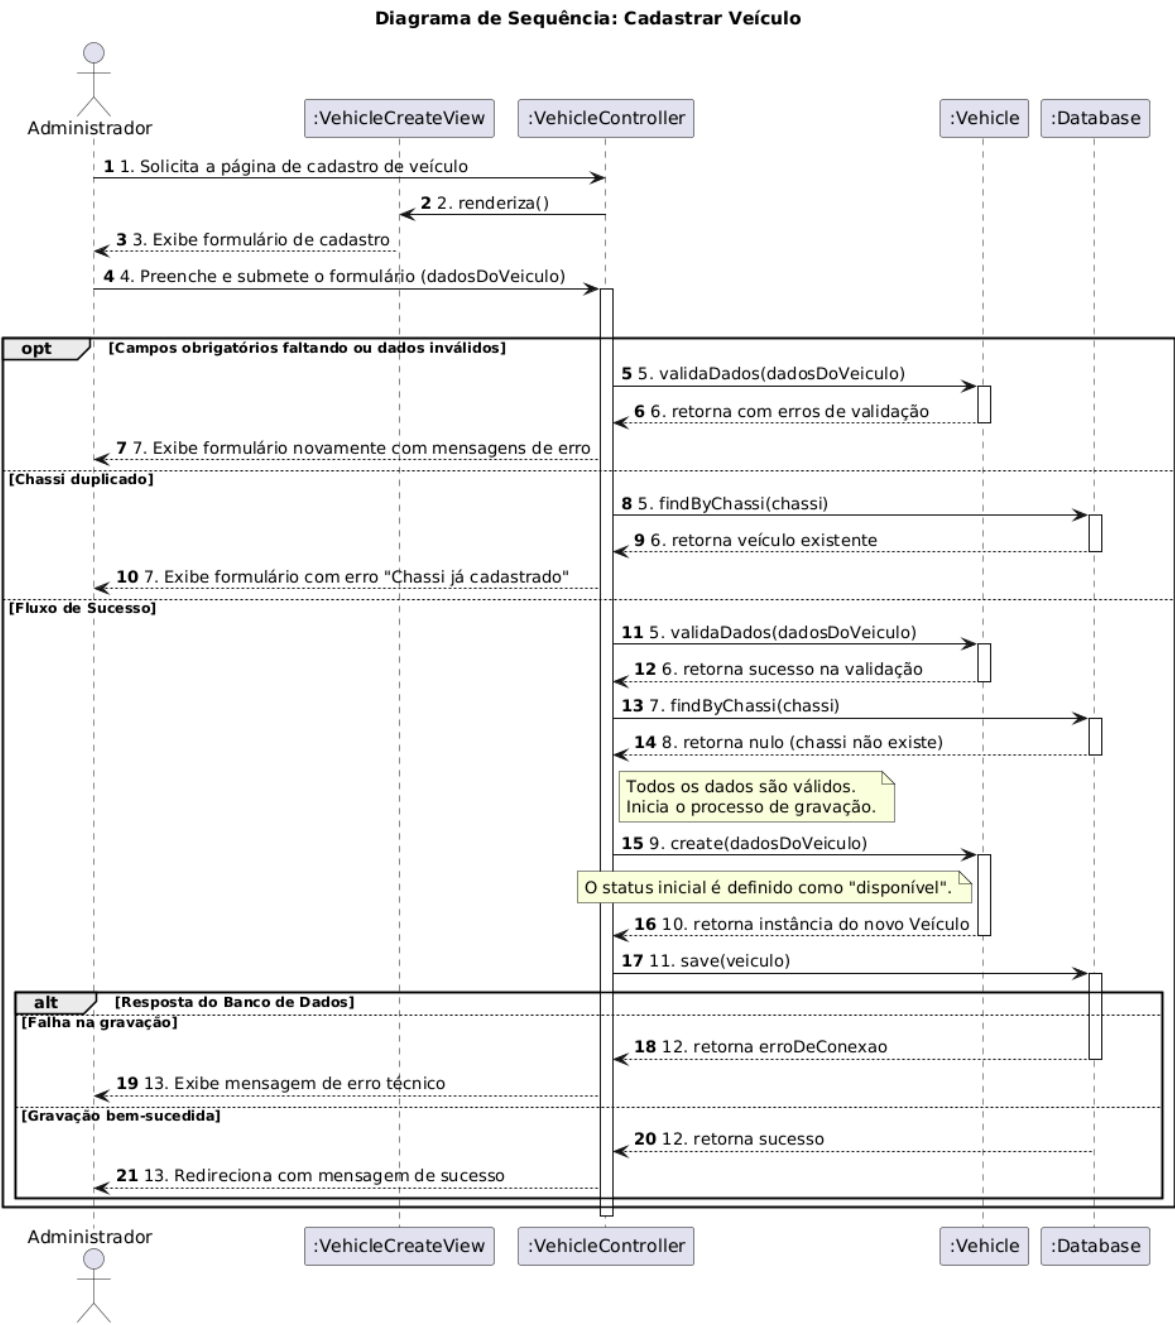 Diagrama de Sequência: Cadastrar Veículo
Administrador
:VehicleCreateView
:VehicleController
:Vehicle
:Database
1 1. Solicita a página de cadastro de veículo
2 2. renderiza()
3 3. Exibe formulário de cadastro
4 4. Preenche e submete o formulário (dadosDoVeiculo)
opt
[Campos obrigatórios faltando ou dados inválidos]
5 5. validaDados(dadosDoVeiculo)
6 6. retorna com erros de validação
7 7. Exibe formulário novamente com mensagens de erro
[Chassi duplicado]
8 5. findByChassi(chassi)
9 6. retorna veículo existente
10 7. Exibe formulário com erro "Chassi já cadastrado"
[Fluxo de Sucesso]
11 5. validaDados(dadosDoVeiculo)
12 6. retorna sucesso na validação
13 7. findByChassi(chassi)
14 8. retorna nulo (chassi não existe)
Todos os dados são válidos.
Inicia o processo de gravação.
15 9. create(dadosDoVeiculo)
O status inicial é definido como "disponível".
16 10. retorna instância do novo Veículo
17 11. save(veiculo)
alt
[Resposta do Banco de Dados]
[Falha na gravação]
18 12. retorna erroDeConexao
19 13. Exibe mensagem de erro técnico
[Gravação bem-sucedida]
20 12. retorna sucesso
21 13. Redireciona com mensagem de sucesso
Administrador
:VehicleCreateView
:VehicleController
:Vehicle
:Database